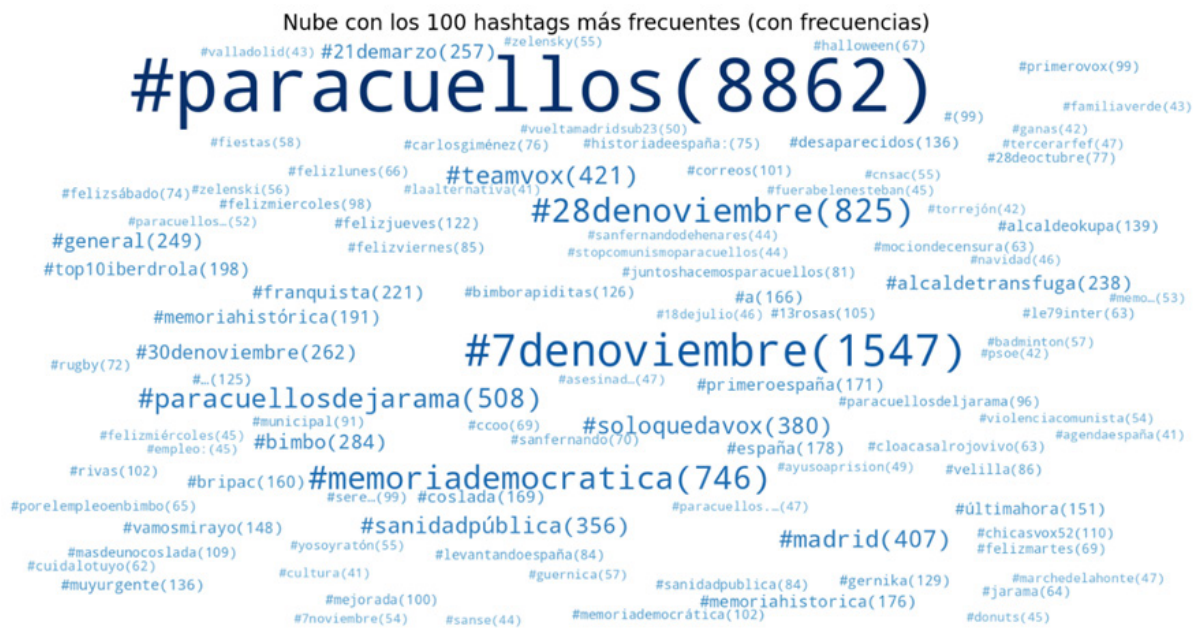 Nube con los 100 hashtags más frecuentes (con frecuencias)
#valladolid(43) #21demarzo(257) #zelensky(55) #halloween(67)
#paracuellos(8862) #primerovox(99)
#(99) #familiaverde(43)
#vueltamadridsub23(50) #ganas(42)
#fiestas(58) #carlosgiménez(76) #historiadeespaña:(75) #desaparecidos(136) #tercerarfef(47)
#28deoctubre(77)
#felizlunes(66) #teamvox(421) #correos(101) #cnsac(55)
#felizsábado(74) #zelenski(56) #laalternativa(41) #fuerabelenesteban(45)
#felizmiercoles(98) #28denoviembre(825) #torrejón(42)
#paracuellos…(52) #felizjueves(122) #alcaldeokupa(139)
#general(249) #felizviernes(85) #sanfernandodehenares(44) #mociondecensura(63)
#stopcomunismoparacuellos(44) #navidad(46)
#top10iberdrola(198) #juntoshacemosparacuellos(81)
#franquista(221) #bimborapiditas(126) #a(166) #alcaldetransfuga(238)
#memo…(53)
#memoriahistórica(191) #18dejulio(46) #13rosas(105) #le79inter(63)
#30denoviembre(262) #7denoviembre(1547) #badminton(57)
#rugby(72) #psoe(42)
#…(125) #asesinad…(47) #primeroespaña(171)
#paracuellosdejarama(508) #paracuellosdeljarama(96)
#municipal(91) #ccoo(69) #soloquedavox(380) #violenciacomunista(54)
#felizmiércoles(45) #bimbo(284) #sanfernando(70) #agendaespaña(41)
#empleo:(45) #españa(178) #cloacasalrojovivo(63)
#rivas(102) #bripac(160) #memoriademocratica(746) #ayusoaprision(49) #velilla(86)
#sere…(99) #coslada(169)
#porelempleoenbimbo(65) #paracuellos.…(47) #últimahora(151)
#vamosmirayo(148) #sanidadpública(356) #madrid(407) #chicasvox52(110)
#masdeunocoslada(109) #yosoyratón(55) #levantandoespaña(84) #felizmartes(69)
#cuidalotuyo(62) #cultura(41) #guernica(57) #marchedelahonte(47)
#muyurgente(136) #sanidadpublica(84) #gernika(129) #jarama(64)
#mejorada(100) #memoriahistorica(176)
#7noviembre(54) #sanse(44) #memoriademocrática(102) #donuts(45)